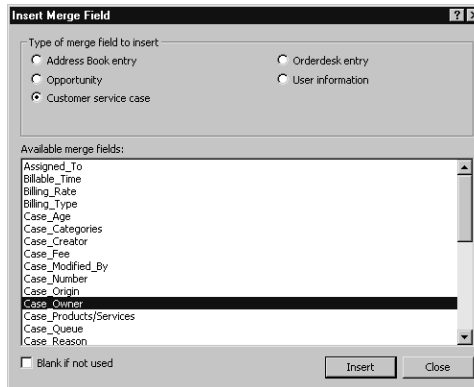 Insert Merge Field
Type of merge field to insert
Address Book entry
Orderdesk entry
Opportunity
User information
Customer service case
Available merge fields:
Assigned_To
Billable_Time
Billing_Rate
Billing_Type
Case_Age
Case_Categories
Case_Creator
Case_Fee
Case_Modified_By
Case_Number
Case_Origin
Case_Owner
Case_Products/Services
Case_Queue
Case_Reason
Blank if not used
Insert
Close